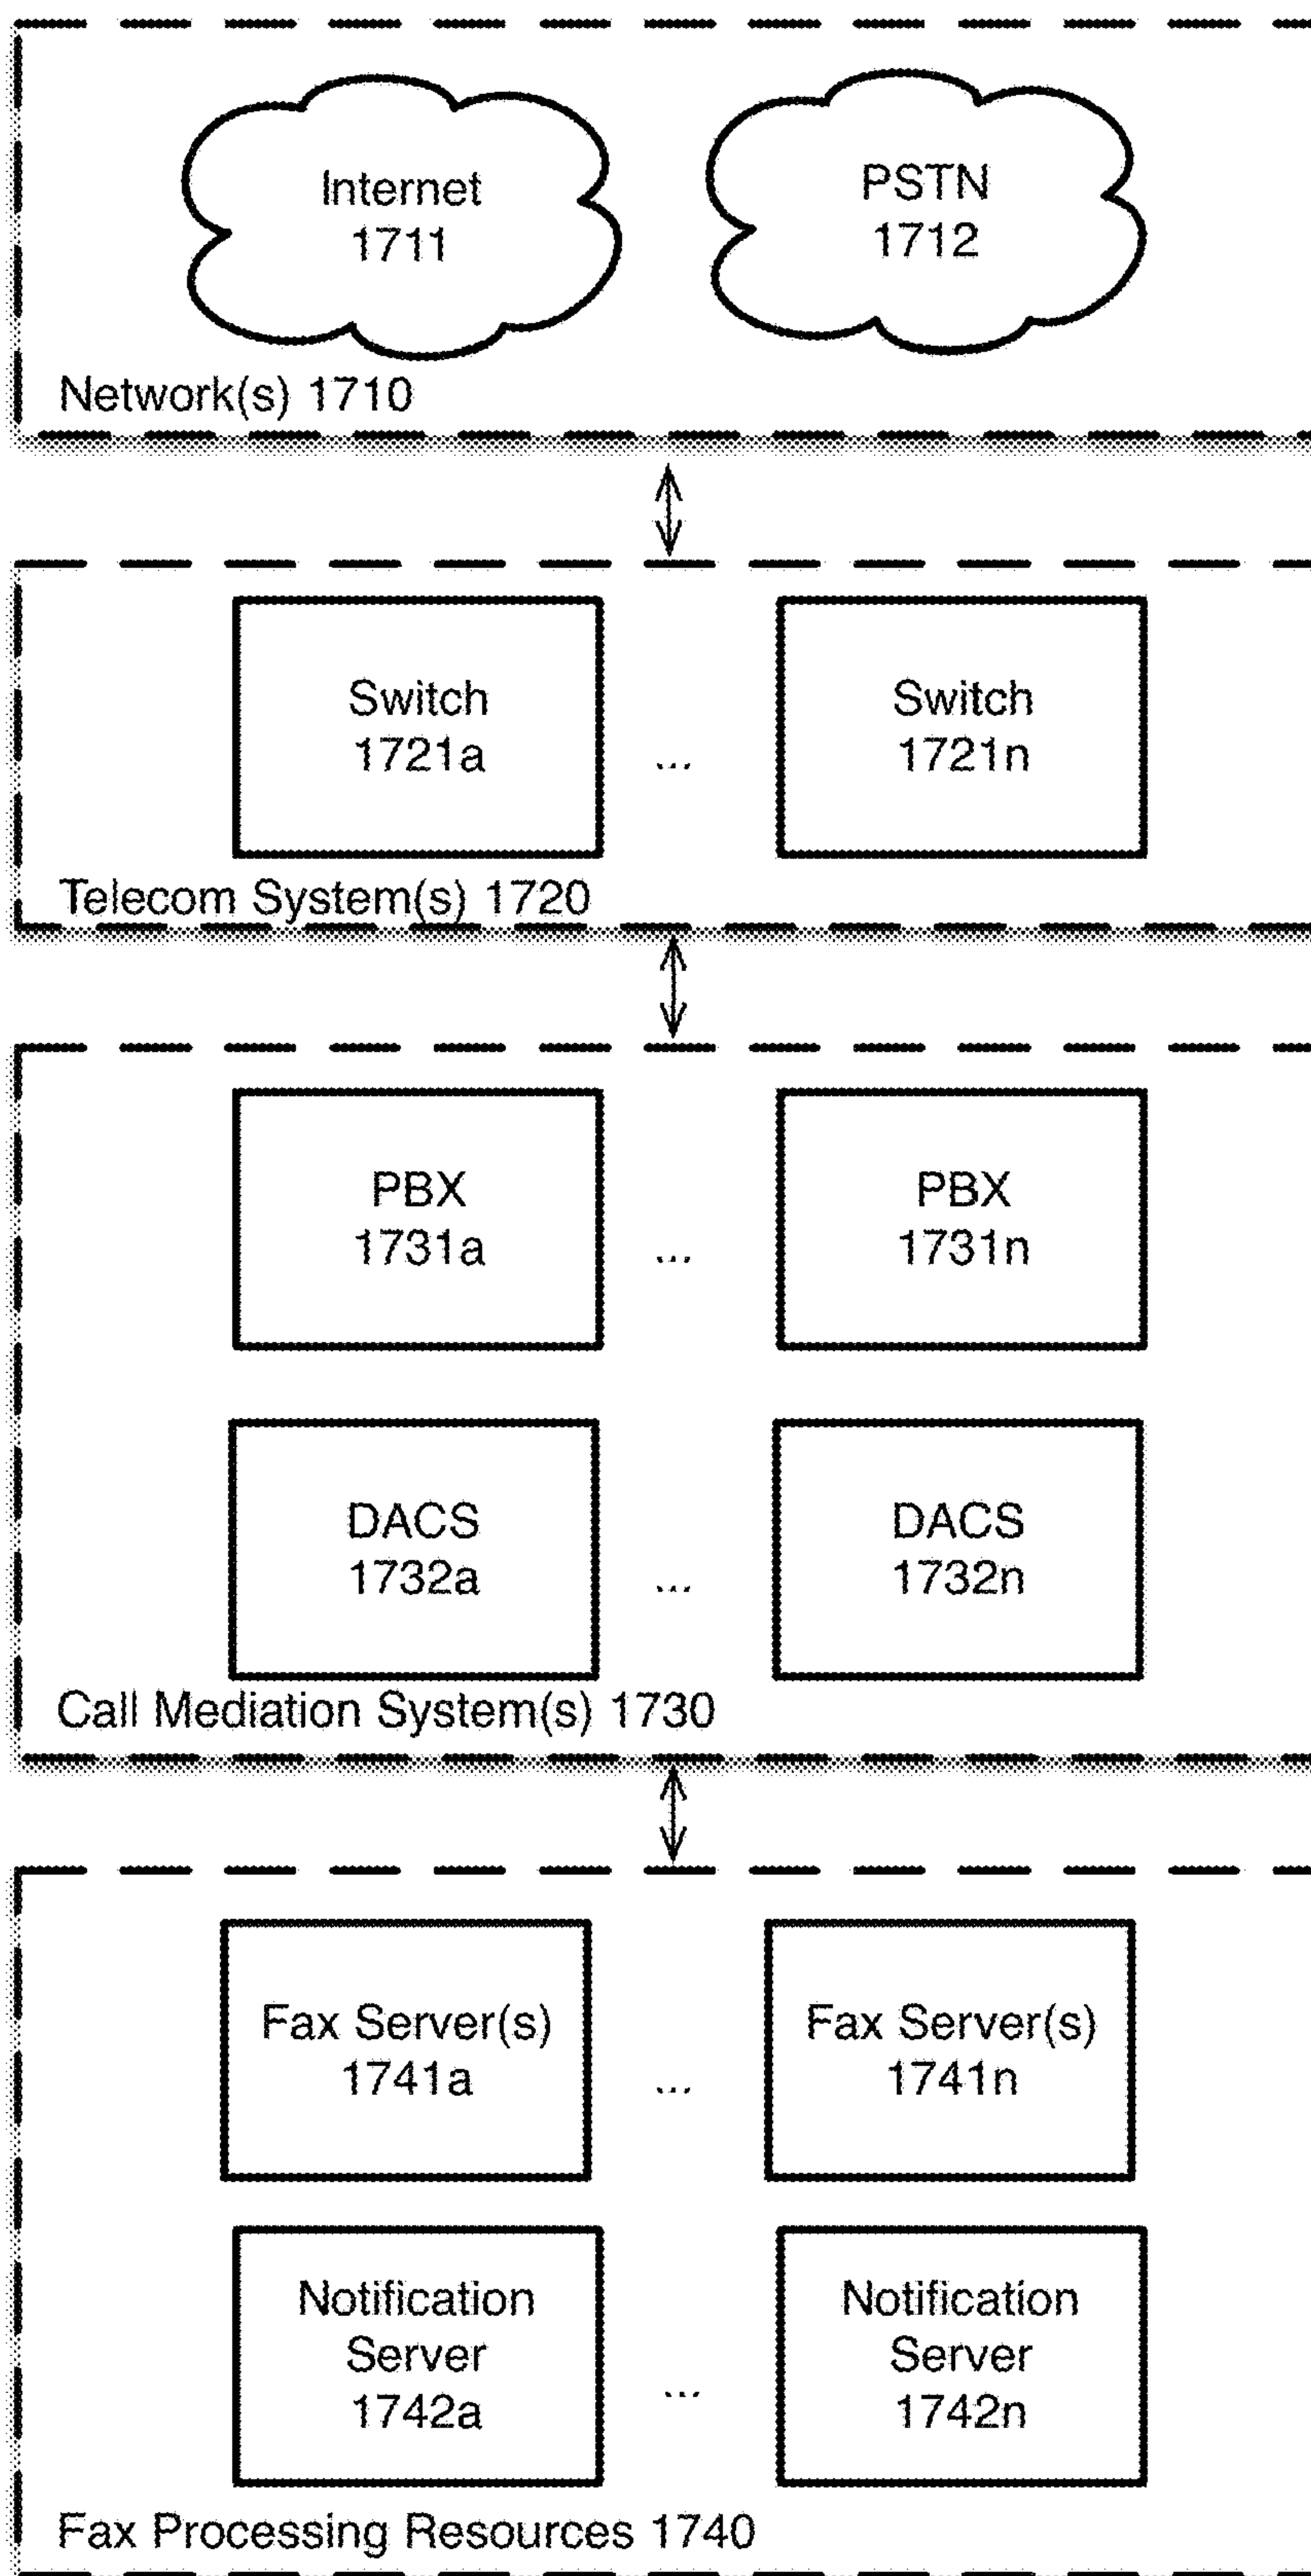 Internet
1711
PSTN
1712
Network(s) 1710
Switch
1721a
...
Switch
1721n
Telecom System(s) 1720
PBX
1731a
...
PBX
1731n
DACS
1732a
...
DACS
1732n
Call Mediation System(s) 1730
Fax Server(s)
1741a
...
Fax Server(s)
1741n
Notification
Server
1742a
...
Notification
Server
1742n
Fax Processing Resources 1740